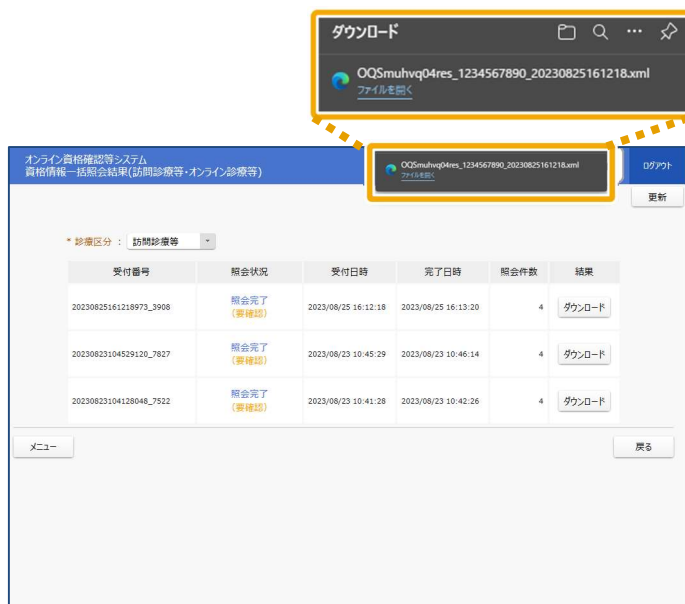 ダウンロード
OQSmuhvq04res_1234567890_20230825161218.xml
ファイルを開く
オンライン資格確認等システム
資格情報一括照会結果(訪問診療等・オンライン診療等)
OQSmuhvq04res_1234567890_20230825161218.xml
ファイルを開く
ログアウト
更新
* 診療区分 : 訪問診療等
受付番号 照会状況 受付日時 完了日時 照会件数 結果
20230825161218973_3908 照会完了 (要確認) 2023/08/25 16:12:18 2023/08/25 16:13:20 4 ダウンロード
20230823104529120_7827 照会完了 (要確認) 2023/08/23 10:45:29 2023/08/23 10:46:14 4 ダウンロード
20230823104128048_7522 照会完了 (要確認) 2023/08/23 10:41:28 2023/08/23 10:42:26 4 ダウンロード
メニュー 戻る